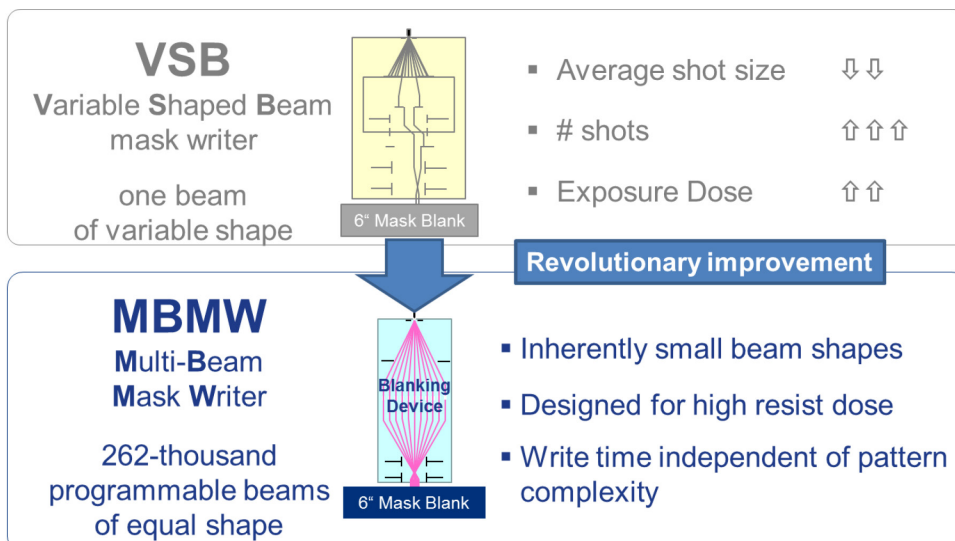 VSB
Variable Shaped Beam
mask writer
one beam
of variable shape
6“ Mask Blank
▪ Average shot size ⇩⇩
▪ # shots ⇧⇧⇧
▪ Exposure Dose ⇧⇧
Revolutionary improvement
MBMW
Multi-Beam
Mask Writer
262-thousand
programmable beams
of equal shape
Blanking
Device
6“ Mask Blank
▪ Inherently small beam shapes
▪ Designed for high resist dose
▪ Write time independent of pattern
complexity